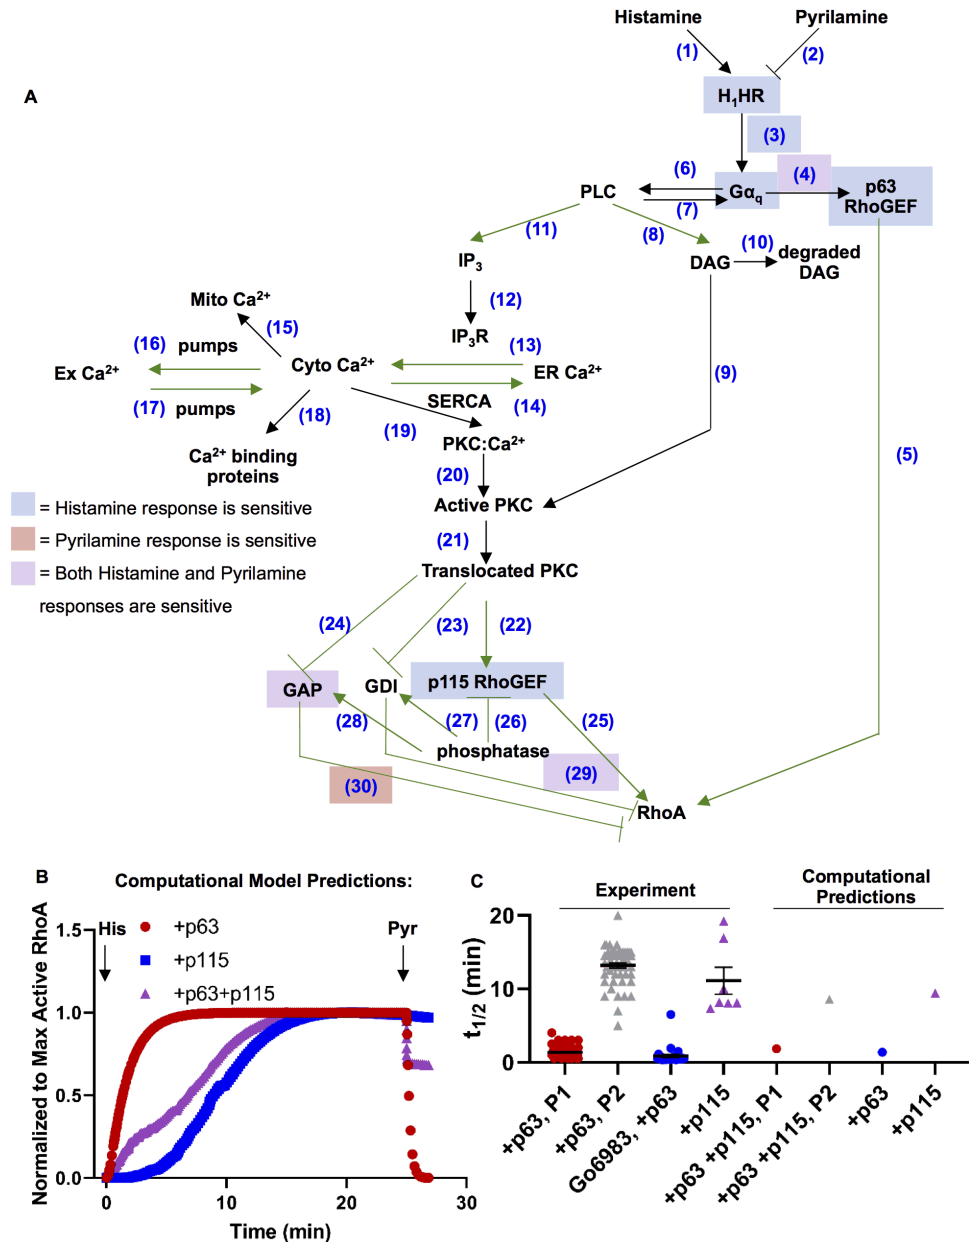 Histamine
Pyrilamine
(1)
(2)
A
H₁HR
(3)
(6)
(4)
PLC
Gα_q
p63
RhoGEF
(7)
(11)
(8)
(10)
degraded
DAG
IP₃
DAG
(12)
Mito Ca²⁺
(15)
IP₃R
(16)
pumps
(13)
Ex Ca²⁺
Cyto Ca²⁺
ER Ca²⁺
(9)
(17)
pumps
(18)
SERCA
(14)
(19)
PKC:Ca²⁺
Ca²⁺ binding
proteins
(20)
(5)
Active PKC
= Histamine response is sensitive
(21)
= Pyrilamine response is sensitive
Translocated PKC
= Both Histamine and Pyrilamine
responses are sensitive
(24)
(23)
(22)
GAP
GDI
p115 RhoGEF
(28)
(27)
(26)
(25)
phosphatase
(30)
(29)
RhoA
B
Computational Model Predictions:
Normalized to Max Active RhoA
1.5
1.0
0.5
0.0
His
Pyr
+p63
+p115
+p63+p115
0
10
20
30
Time (min)
C
Experiment
Computational
Predictions
t₁/₂ (min)
20
10
0
+p63, P1
+p63, P2
Go6983, +p63
+p115
+p63 +p115, P1
+p63 +p115, P2
+p63
+p115